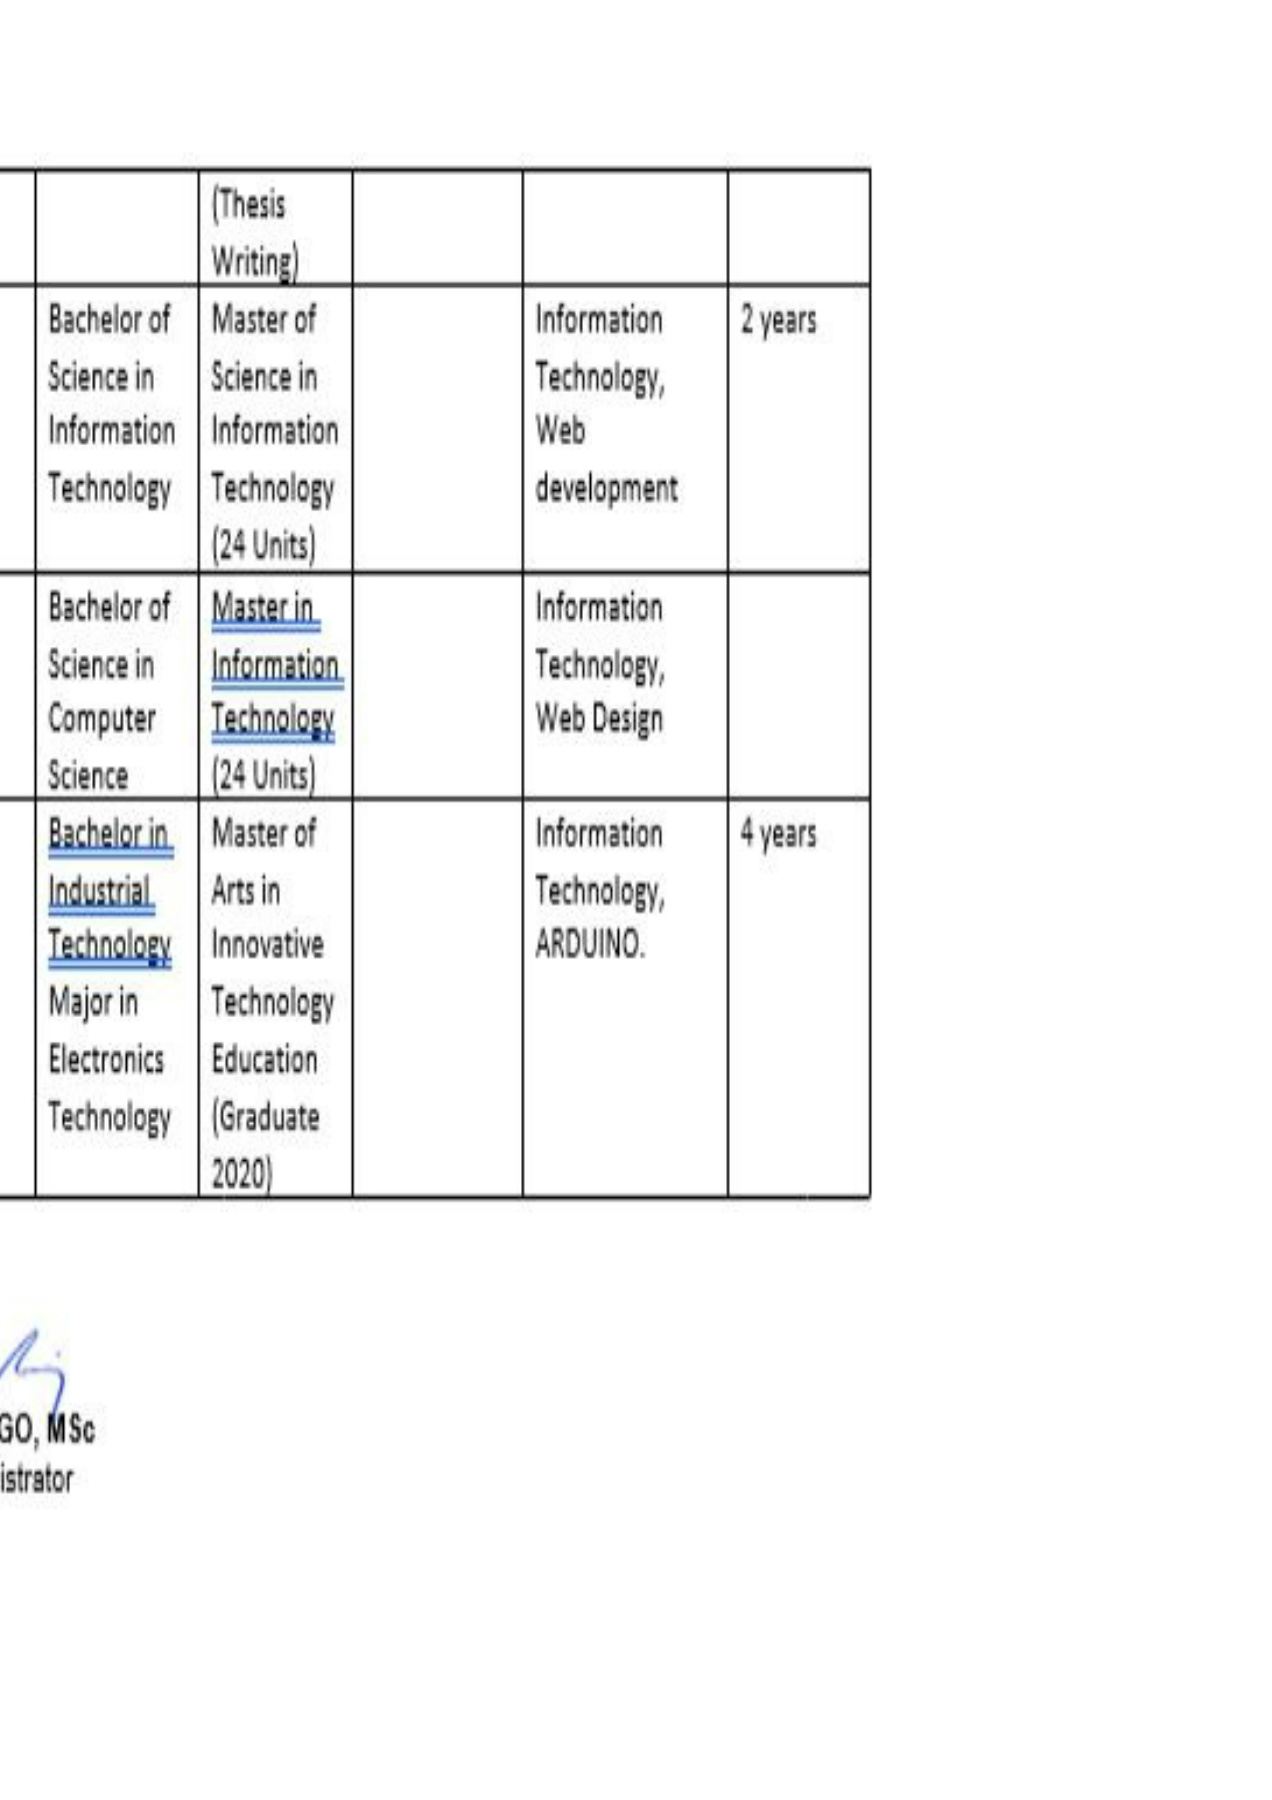 (Thesis
Writing)
Bachelor of
Science in
Information
Technology
Master of
Science in
Information
Technology
(24 Units)
Information
Technology,
Web
development
2 years
Bachelor of
Science in
Computer
Science
Master in
Information
Technology
(24 Units)
Information
Technology,
Web Design
Bachelor in
Industrial
Technology
Major in
Electronics
Technology
Master of
Arts in
Innovative
Technology
Education
(Graduate
2020)
Information
Technology,
ARDUINO.
4 years
GO, MSc
istrator